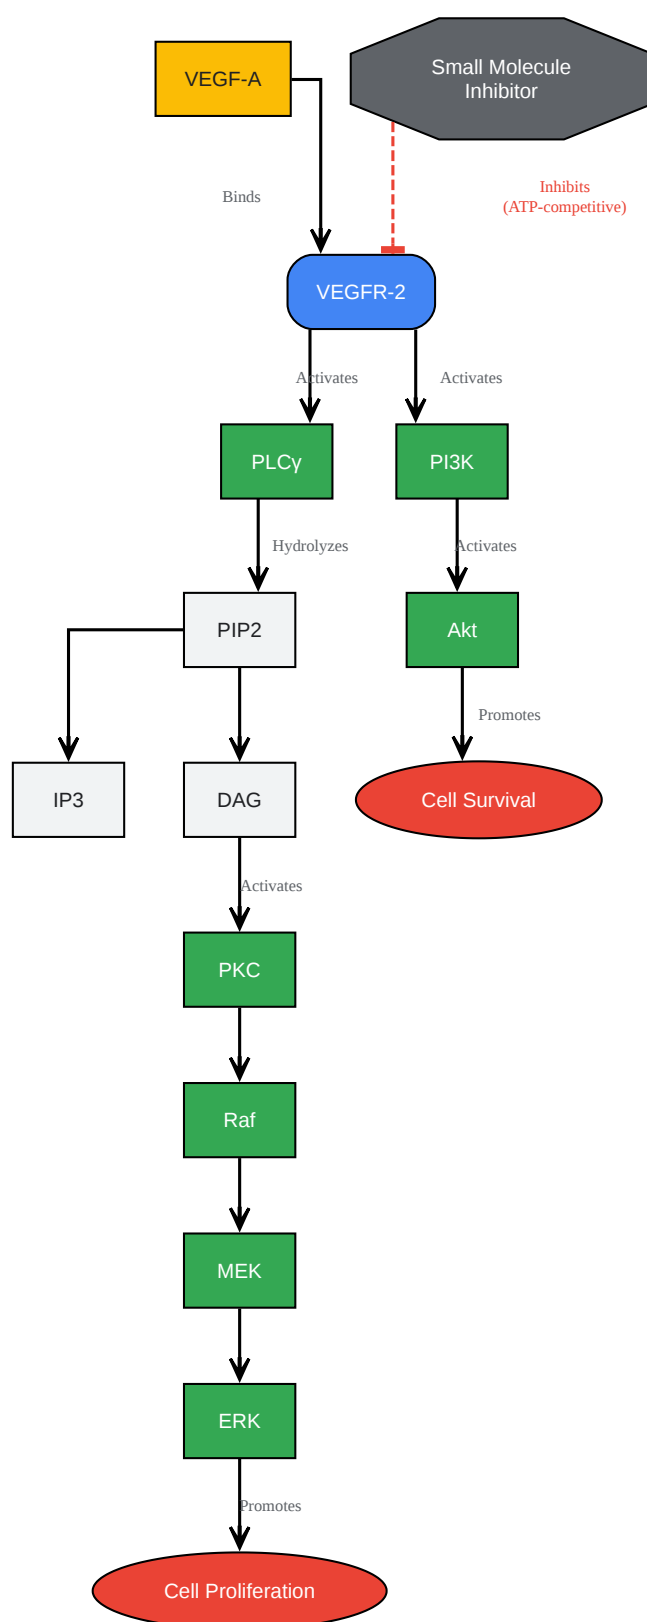 VEGF-A
Small Molecule
Inhibitor
Binds
Inhibits
(ATP-competitive)
VEGFR-2
Activates
Activates
PLCγ
PI3K
Hydrolyzes
Activates
PIP2
Akt
Promotes
IP3
DAG
Cell Survival
Activates
PKC
Raf
MEK
ERK
Promotes
Cell Proliferation